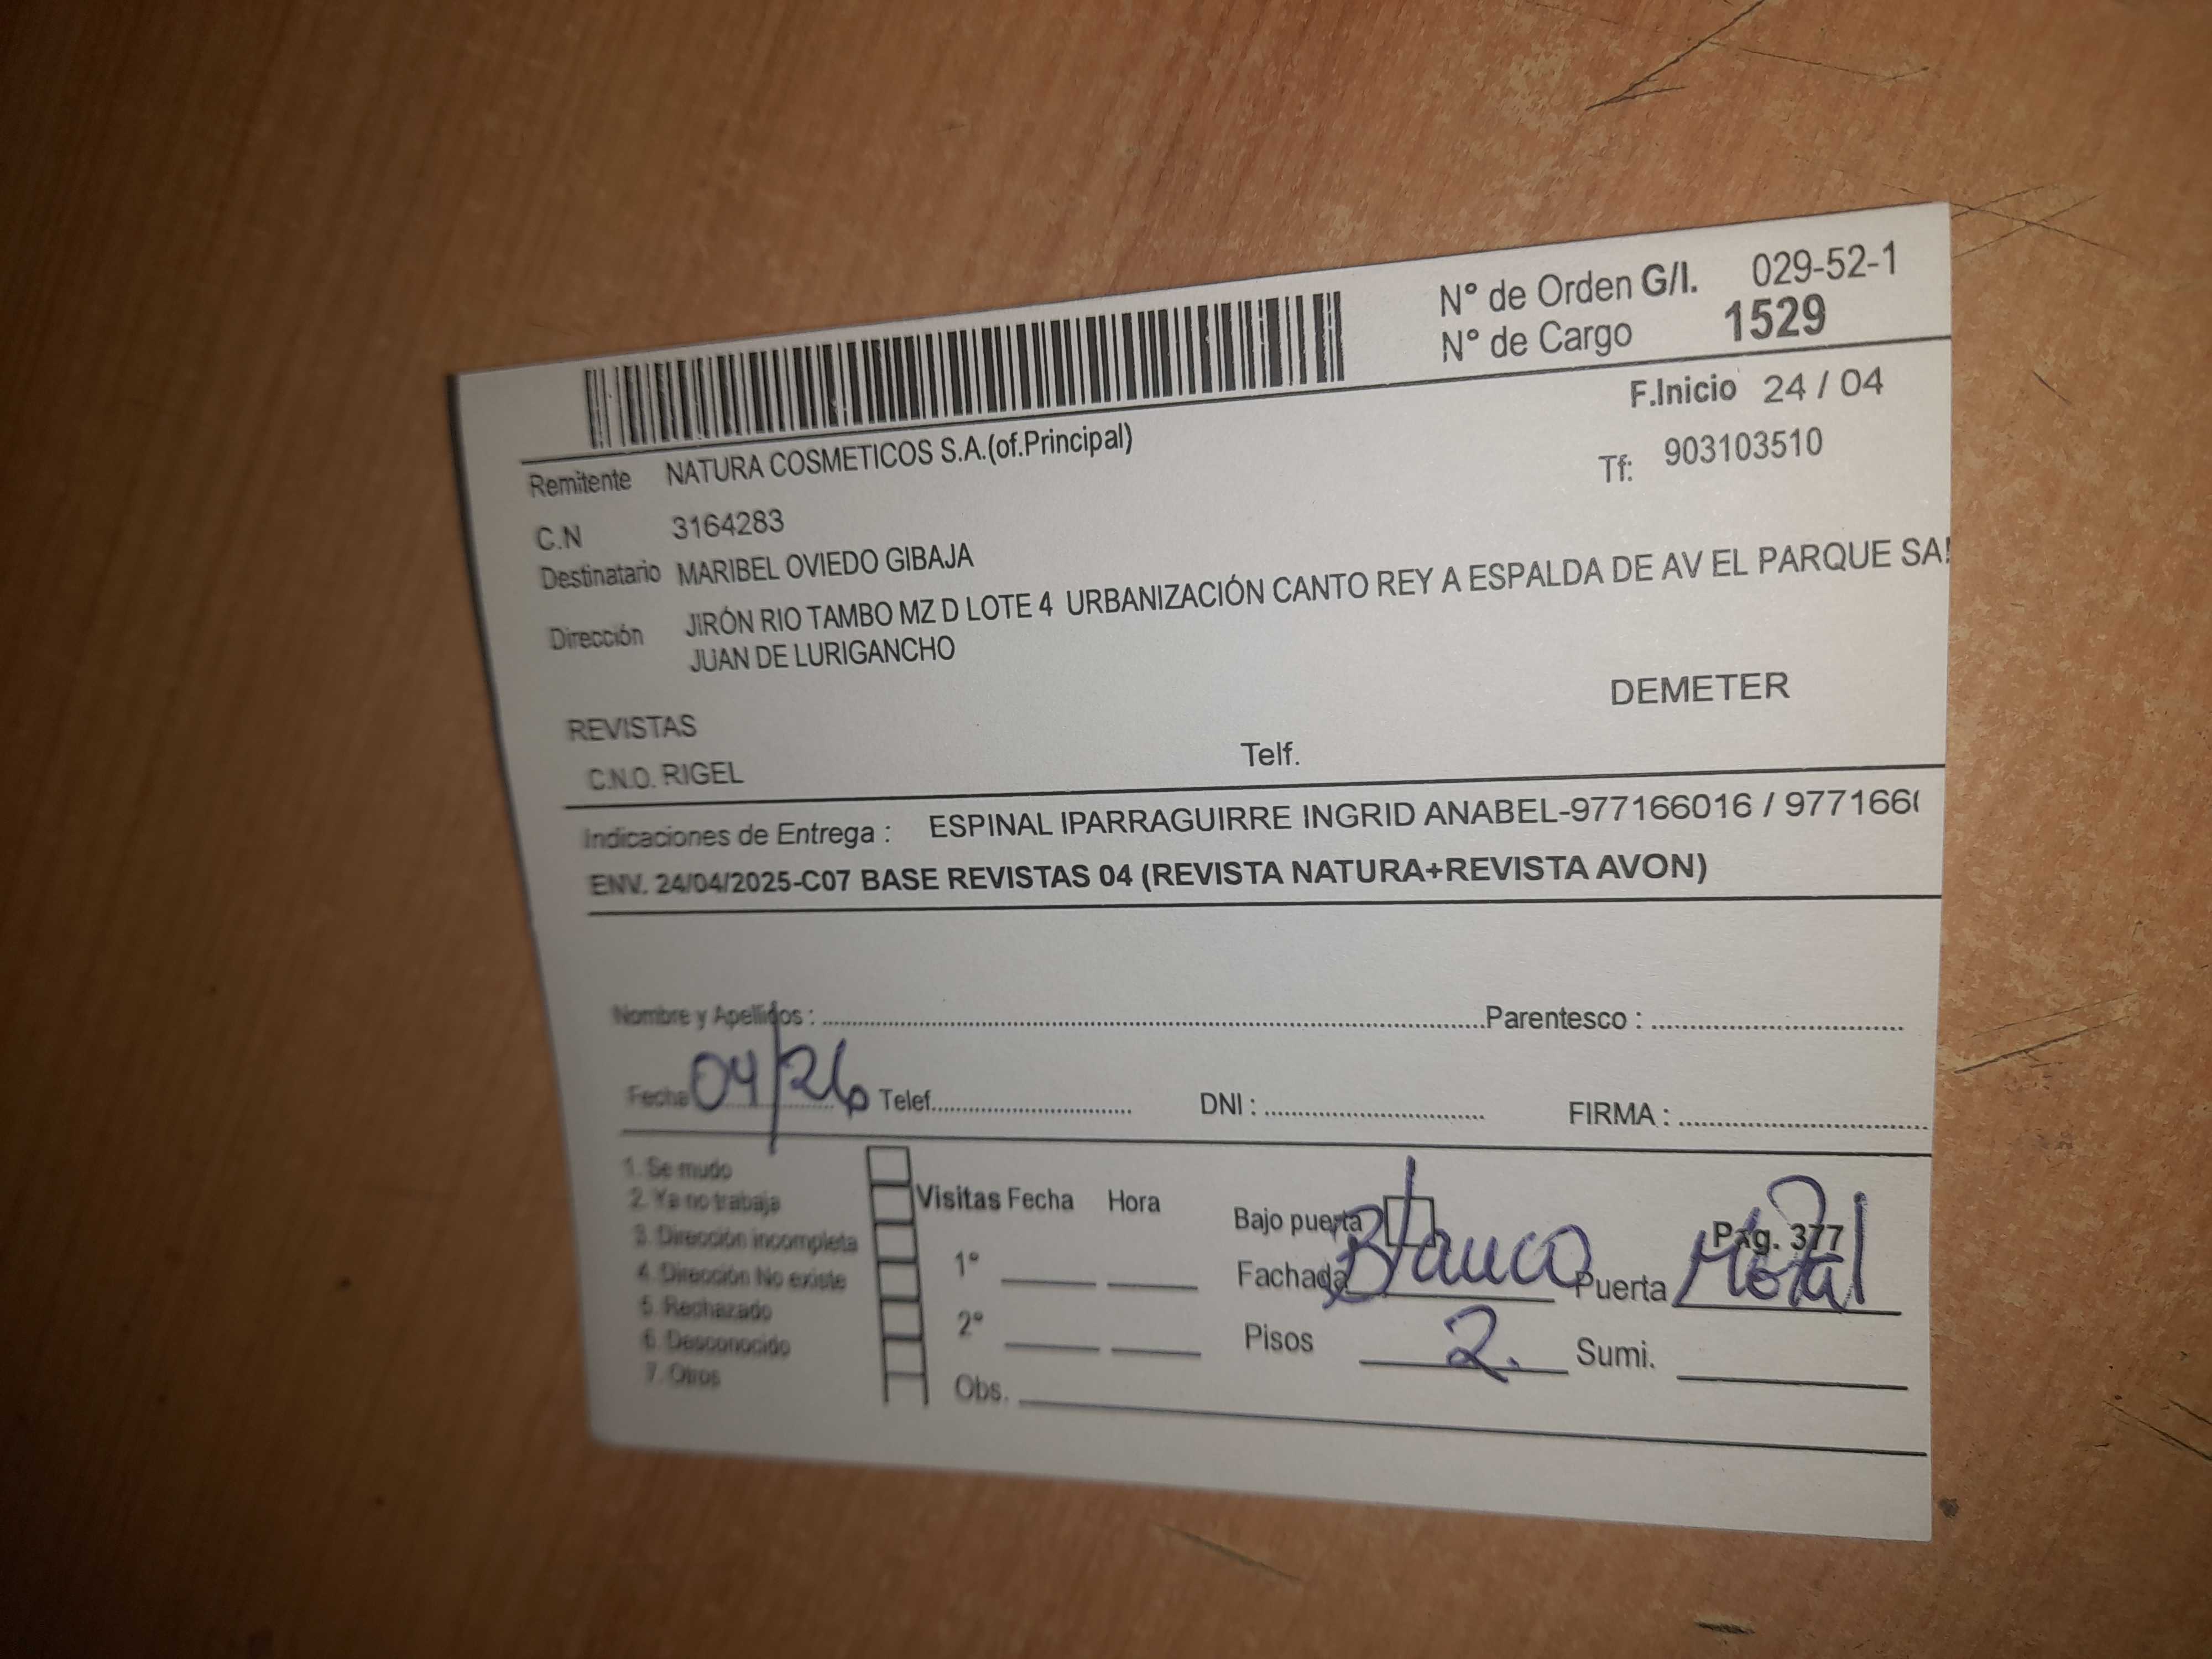 N° de Orden G/I. 029-52-1
N° de Cargo 1529
F.Inicio 24 / 04
Remitente NATURA COSMETICOS S.A.(of.Principal)
Tf: 903103510
C.N 3164283
Destinatario MARIBEL OVIEDO GIBAJA
Dirección JIRÓN RIO TAMBO MZ D LOTE 4 URBANIZACIÓN CANTO REY A ESPALDA DE AV EL PARQUE SA
JUAN DE LURIGANCHO
DEMETER
REVISTAS
C.N.O. RIGEL Telf.
Indicaciones de Entrega : ESPINAL IPARRAGUIRRE INGRID ANABEL-977166016 / 977166
ENV. 24/04/2025-C07 BASE REVISTAS 04 (REVISTA NATURA+REVISTA AVON)
Nombre y Apellidos : Parentesco :
Fecha 04/26 Telef. DNI : FIRMA :
1. Se mudo
2. Ya no trabaja
3. Dirección incompleta
4. Dirección No existe
5. Rechazado
6. Desconocido
7. Otros
Visitas Fecha Hora
1°
2°
Obs.
Bajo puerta Pág. 377
Fachada Blanco Puerta Metal
Pisos 2. Sumi.